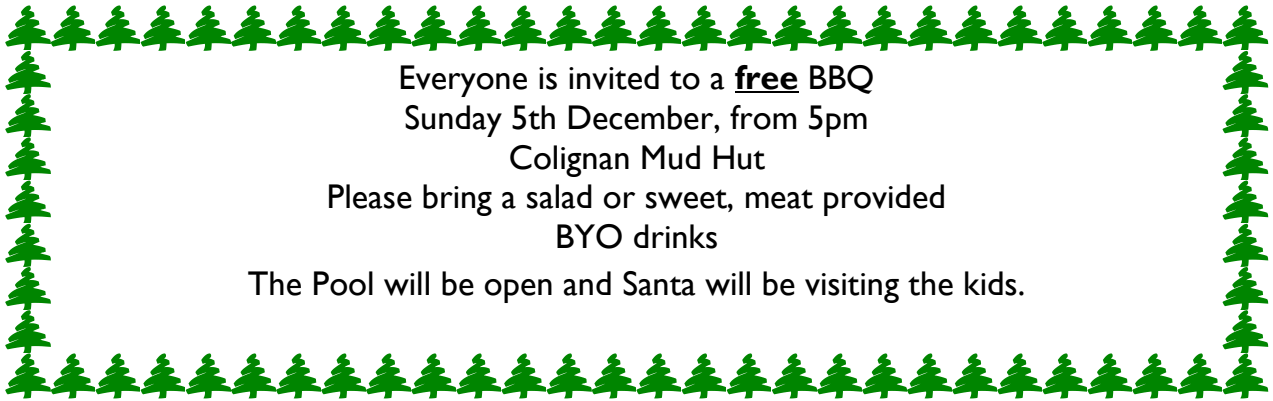 Everyone is invited to a free BBQ
Sunday 5th December, from 5pm
Colignan Mud Hut
Please bring a salad or sweet, meat provided
BYO drinks
The Pool will be open and Santa will be visiting the kids.